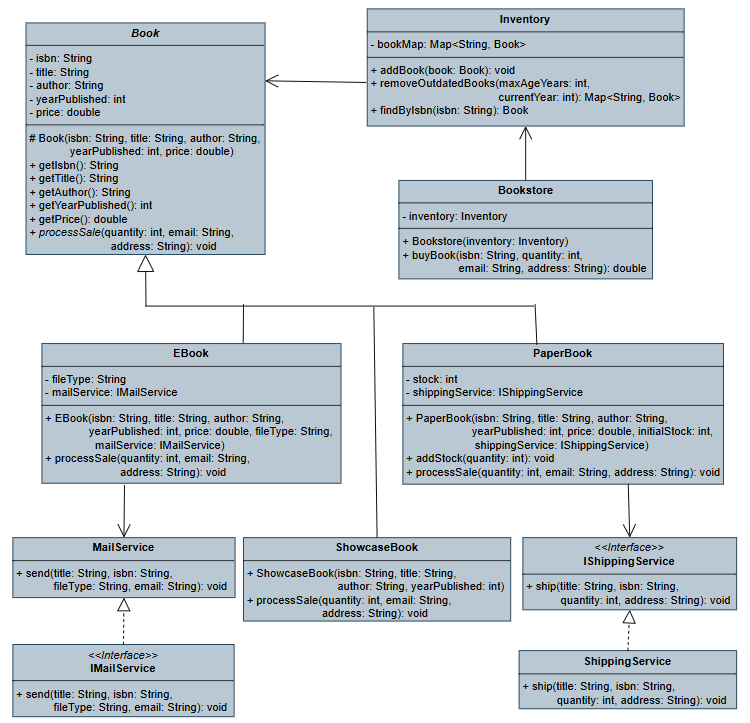 Book
- isbn: String
- title: String
- author: String
- yearPublished: int
- price: double
# Book(isbn: String, title: String, author: String,
yearPublished: int, price: double)
+ getIsbn(): String
+ getTitle(): String
+ getAuthor(): String
+ getYearPublished(): int
+ getPrice(): double
+ processSale(quantity: int, email: String,
address: String): void
Inventory
- bookMap: Map<String, Book>
+ addBook(book: Book): void
+ removeOutdatedBooks(maxAgeYears: int,
currentYear: int): Map<String, Book>
+ findByIsbn(isbn: String): Book
Bookstore
- inventory: Inventory
+ Bookstore(inventory: Inventory)
+ buyBook(isbn: String, quantity: int,
email: String, address: String): double
EBook
- fileType: String
- mailService: IMailService
+ EBook(isbn: String, title: String, author: String,
yearPublished: int, price: double, fileType: String,
mailService: IMailService)
+ processSale(quantity: int, email: String,
address: String): void
PaperBook
- stock: int
- shippingService: IShippingService
+ PaperBook(isbn: String, title: String, author: String,
yearPublished: int, price: double, initialStock: int,
shippingService: IShippingService)
+ addStock(quantity: int): void
+ processSale(quantity: int, email: String, address: String): void
MailService
+ send(title: String, isbn: String,
fileType: String, email: String): void
ShowcaseBook
+ ShowcaseBook(isbn: String, title: String,
author: String, yearPublished: int)
+ processSale(quantity: int, email: String,
address: String): void
<<Interface>>
IShippingService
+ ship(title: String, isbn: String,
quantity: int, address: String): void
<<Interface>>
IMailService
+ send(title: String, isbn: String,
fileType: String, email: String): void
ShippingService
+ ship(title: String, isbn: String,
quantity: int, address: String): void